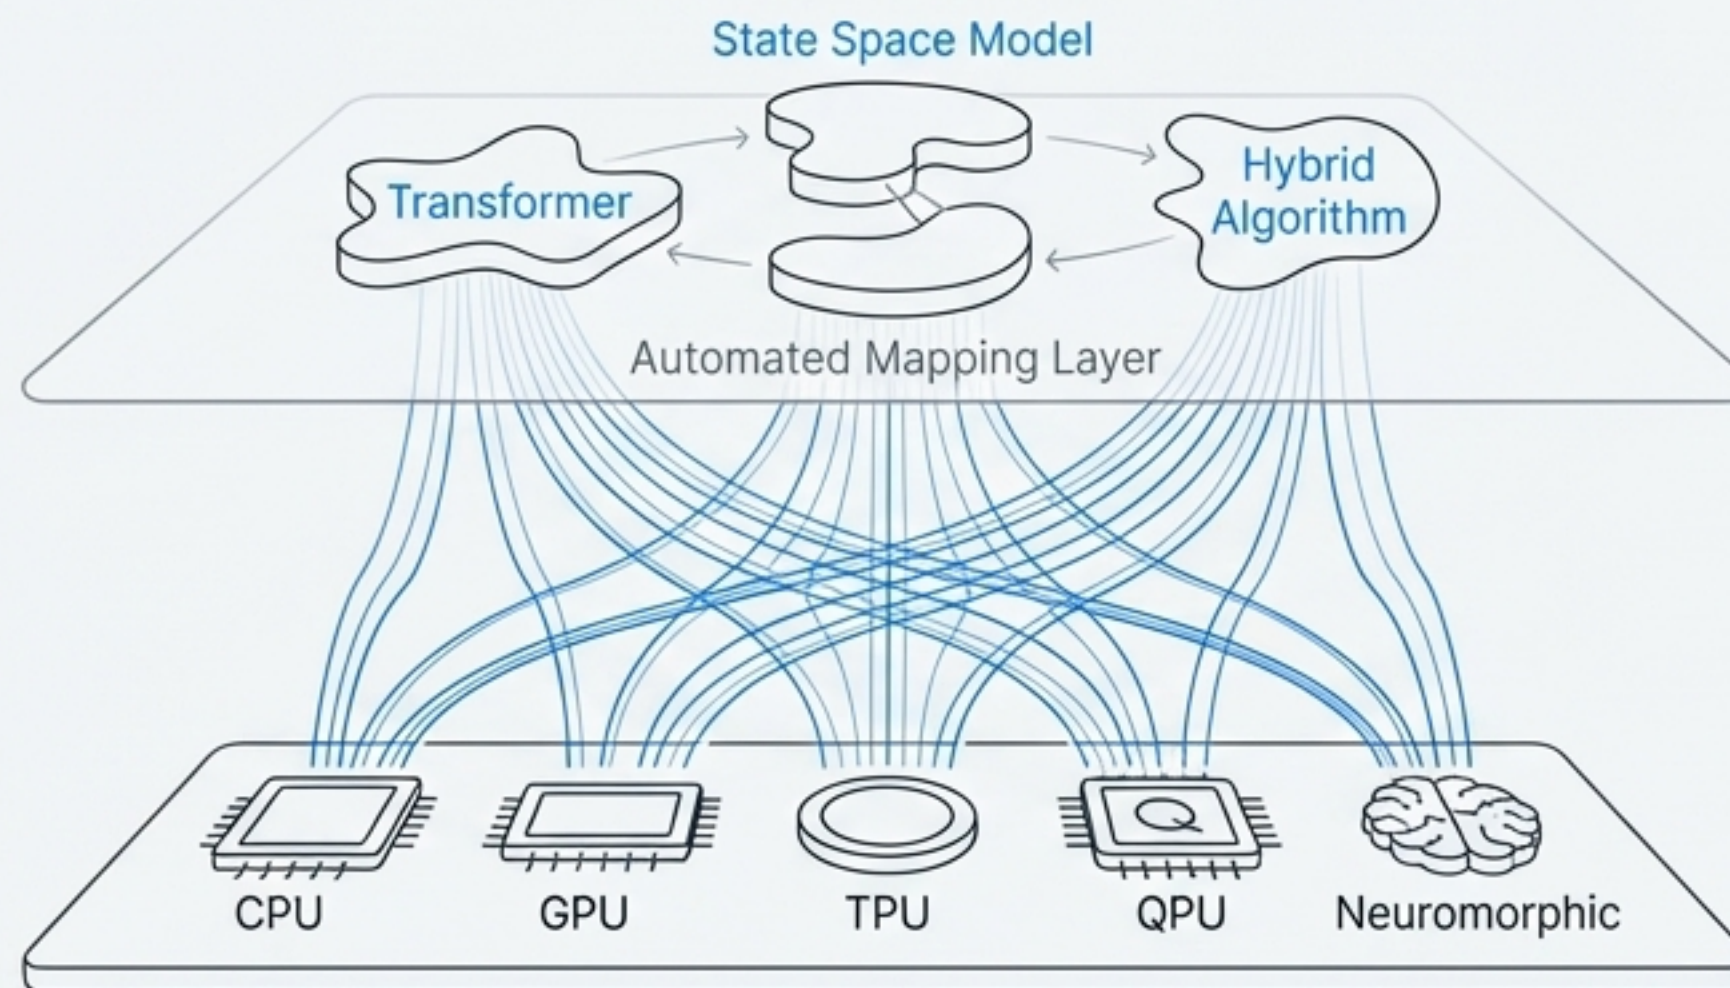 State Space Model
Transformer
Hybrid
Algorithm
Automated Mapping Layer
Q
CPU
GPU
TPU
QPU
Neuromorphic